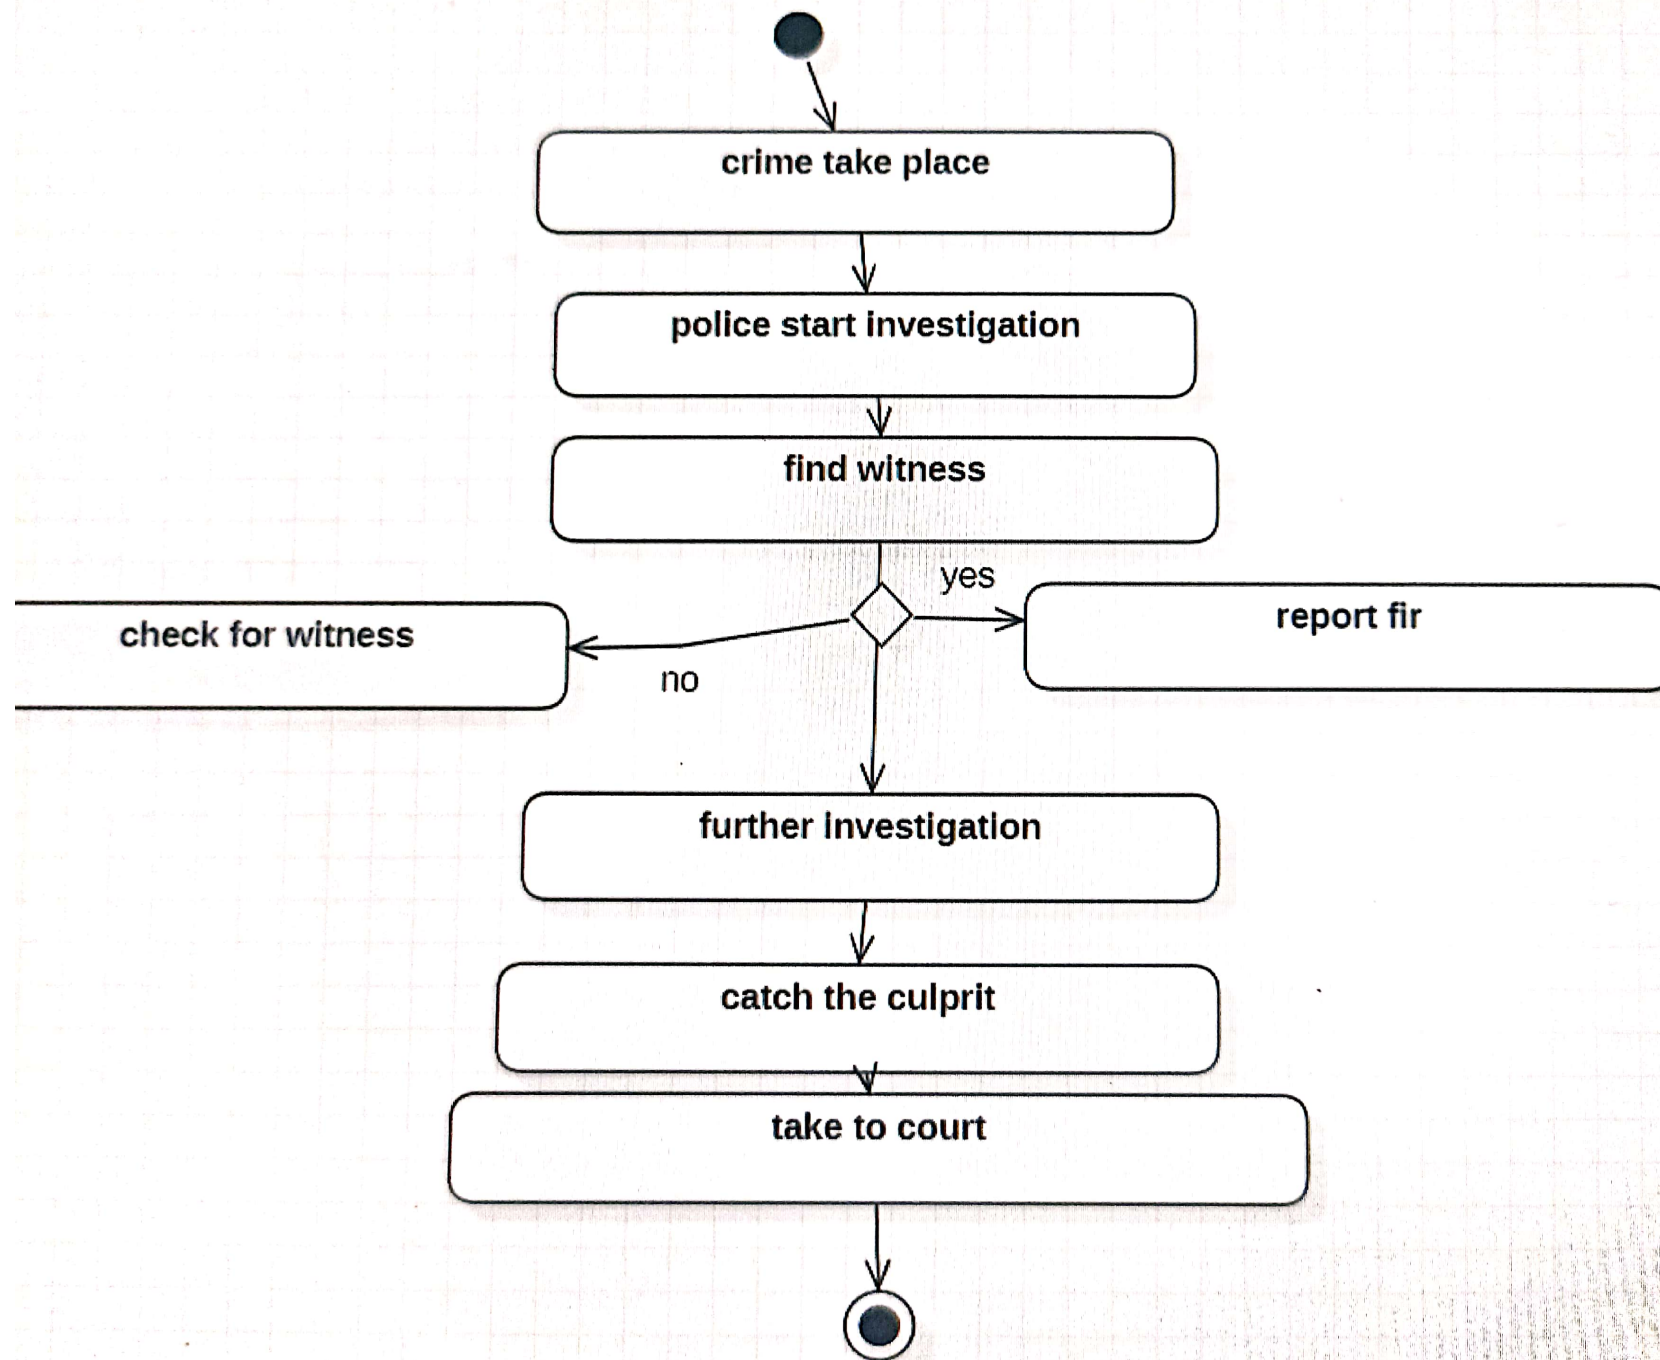 crime take place
police start investigation
find witness
yes
report fir
check for witness
no
further investigation
catch the culprit
take to court